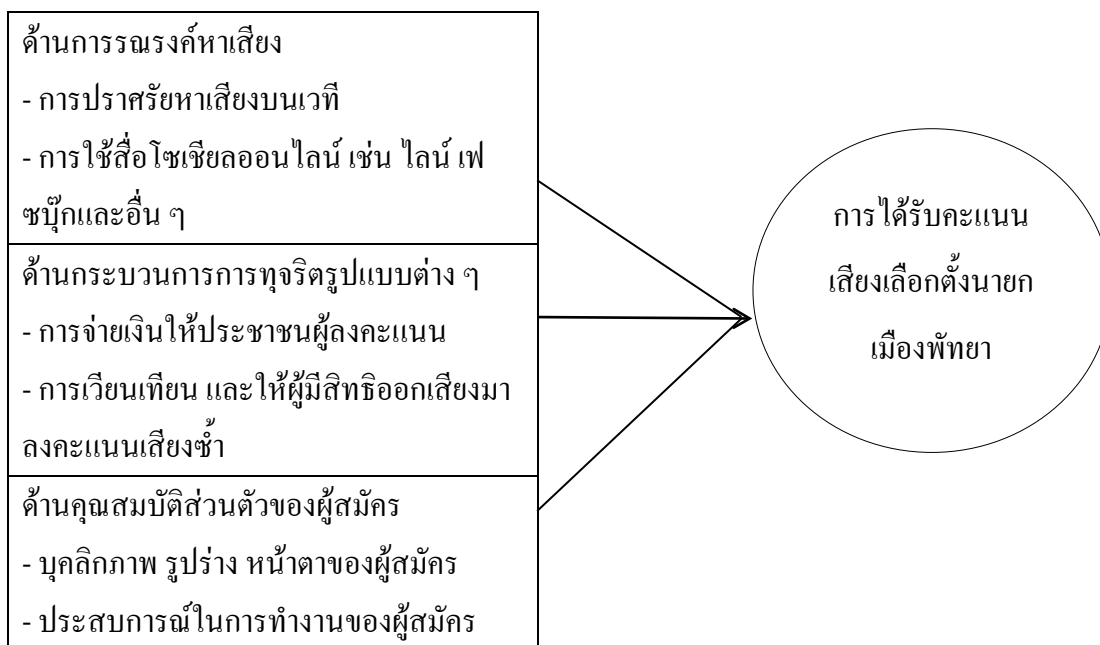 ด้านการรณรงค์หาเสียง
- การปราศรัยหาเสียงบนเวที
- การใช้สื่อโซเชียลออนไลน์ เช่น ไลน์ เฟ
ซบุ๊กและอื่น ๆ
ด้านกระบวนการการทุจริตรูปแบบต่าง ๆ
- การจ่ายเงินให้ประชาชนผู้ลงคะแนน
- การเวียนเทียน และให้ผู้มีสิทธิออกเสียงมา
ลงคะแนนเสียงซ้ำ
ด้านคุณสมบัติส่วนตัวของผู้สมัคร
- บุคลิกภาพ รูปร่าง หน้าตาของผู้สมัคร
- ประสบการณ์ในการทำงานของผู้สมัคร
การได้รับคะแนน
เสียงเลือกตั้งนายก
เมืองพัทยา